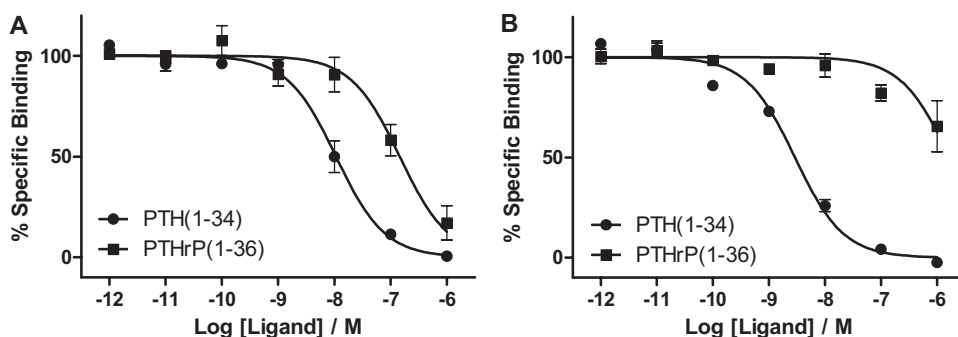 A
% Specific Binding
100
50
0
PTH(1-34)
PTHrP(1-36)
-12 -11 -10 -9 -8 -7 -6
Log [Ligand] / M
B
% Specific Binding
100
50
0
PTH(1-34)
PTHrP(1-36)
-12 -11 -10 -9 -8 -7 -6
Log [Ligand] / M